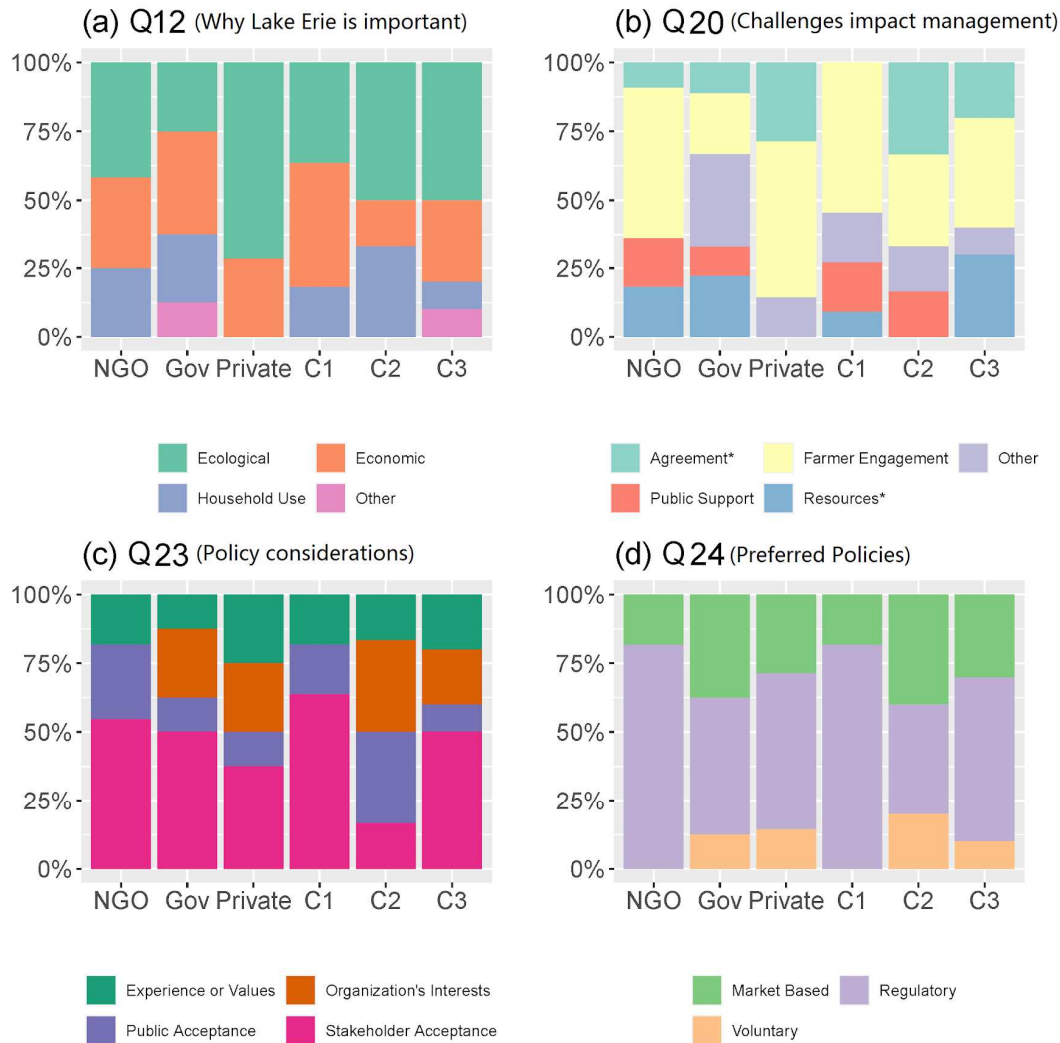 (a) Q12 (Why Lake Erie is important)
100%
75%
50%
25%
0%
NGO Gov Private C1 C2 C3
Ecological Economic
Household Use Other
(b) Q20 (Challenges impact management)
100%
75%
50%
25%
0%
NGO Gov Private C1 C2 C3
Agreement* Farmer Engagement Other
Public Support Resources*
(c) Q23 (Policy considerations)
100%
75%
50%
25%
0%
NGO Gov Private C1 C2 C3
Experience or Values Organization's Interests
Public Acceptance Stakeholder Acceptance
(d) Q24 (Preferred Policies)
100%
75%
50%
25%
0%
NGO Gov Private C1 C2 C3
Market Based Regulatory
Voluntary